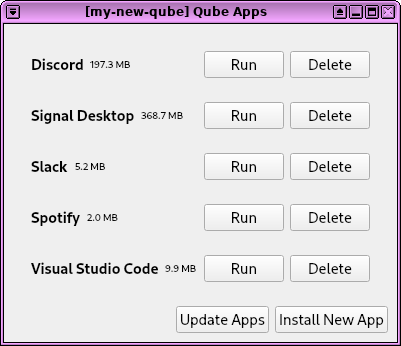 [my-new-qube] Qube Apps
Discord 197.3 MB Run Delete
Signal Desktop 368.7 MB Run Delete
Slack 5.2 MB Run Delete
Spotify 2.0 MB Run Delete
Visual Studio Code 9.9 MB Run Delete
Update Apps Install New App